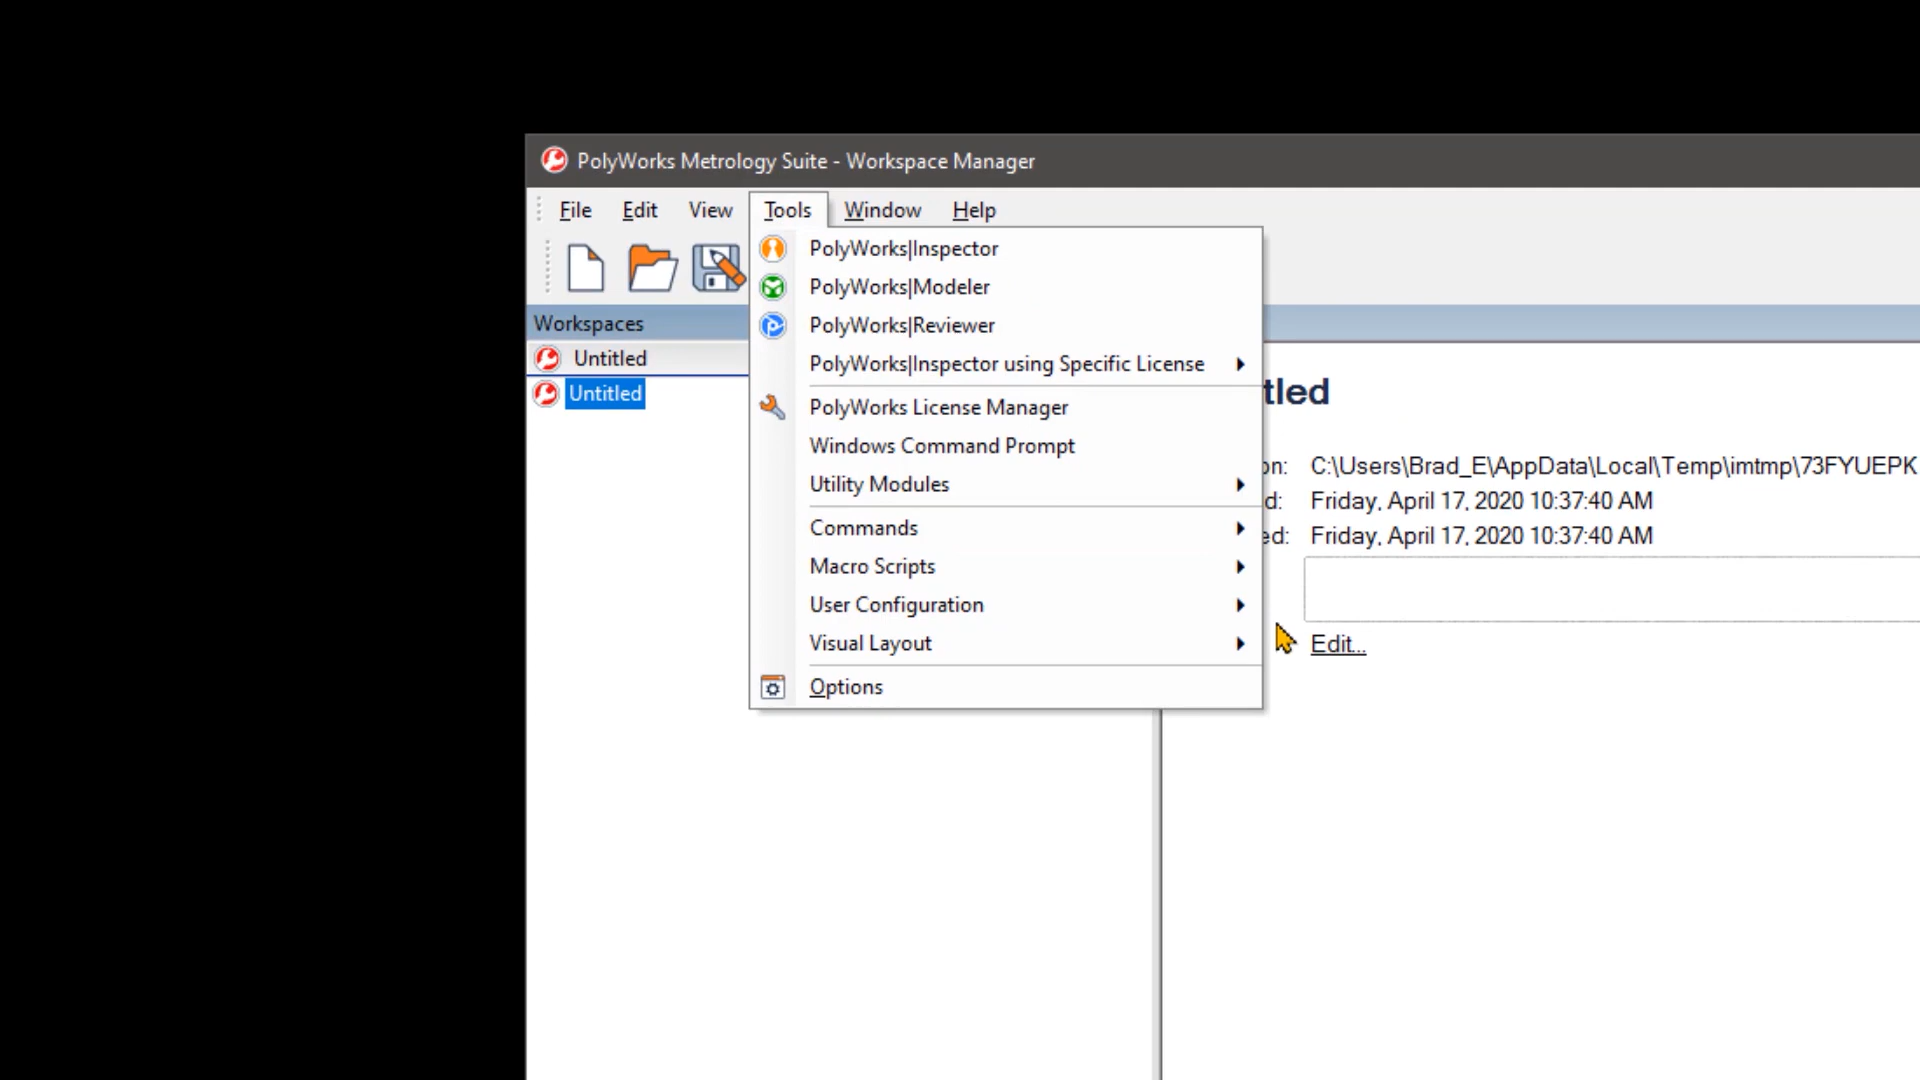 PolyWorks Metrology Suite - Workspace Manager
File Edit View Tools Window Help
PolyWorks|Inspector
PolyWorks|Modeler
PolyWorks|Reviewer
PolyWorks|Inspector using Specific License
PolyWorks License Manager
Windows Command Prompt
Utility Modules
Commands
Macro Scripts
User Configuration
Visual Layout
Options
Workspaces
Untitled
Untitled
tled
on: C:\Users\Brad_E\AppData\Local\Temp\imtmp\73FYUEPK
d: Friday, April 17, 2020 10:37:40 AM
ed: Friday, April 17, 2020 10:37:40 AM
Edit...